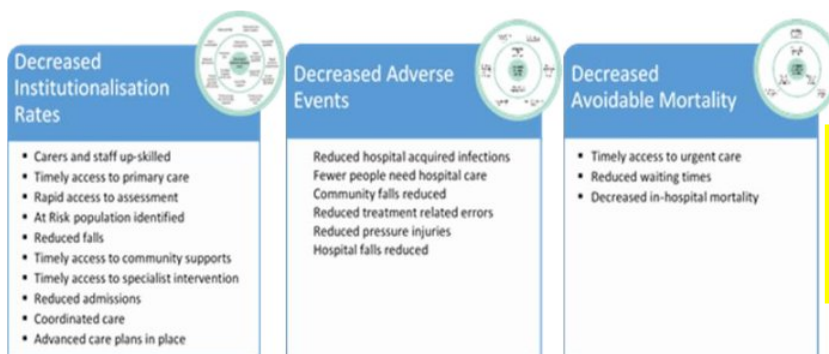 Decreased
Institutionalisation
Rates
▪ Carers and staff up-skilled
▪ Timely access to primary care
▪ Rapid access to assessment
▪ At Risk population identified
▪ Reduced falls
▪ Timely access to community supports
▪ Timely access to specialist intervention
▪ Reduced admissions
▪ Coordinated care
▪ Advanced care plans in place
Decreased Adverse
Events
Reduced hospital acquired infections
Fewer people need hospital care
Community falls reduced
Reduced treatment related errors
Reduced pressure injuries
Hospital falls reduced
Decreased
Avoidable Mortality
▪ Timely access to urgent care
▪ Reduced waiting times
▪ Decreased in-hospital mortality